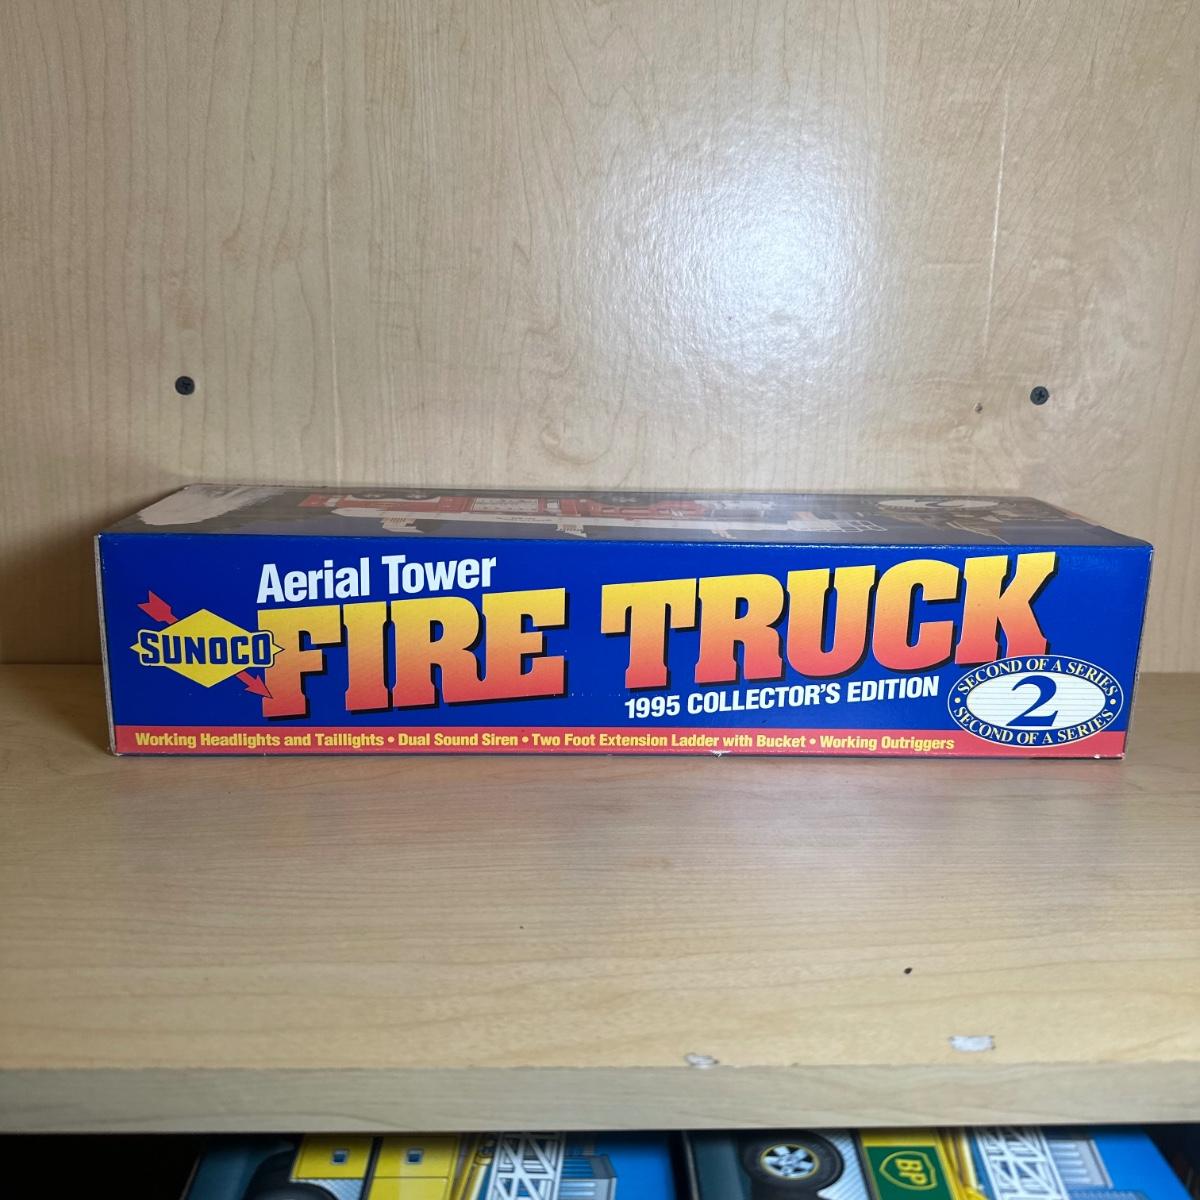 Aerial Tower
FIRE TRUCK
SUNOCO
1995 COLLECTOR'S EDITION
SECOND OF A SERIES
2
SECOND OF A SERIES
Working Headlights and Taillights • Dual Sound Siren • Two Foot Extension Ladder with Bucket • Working Outriggers
BP